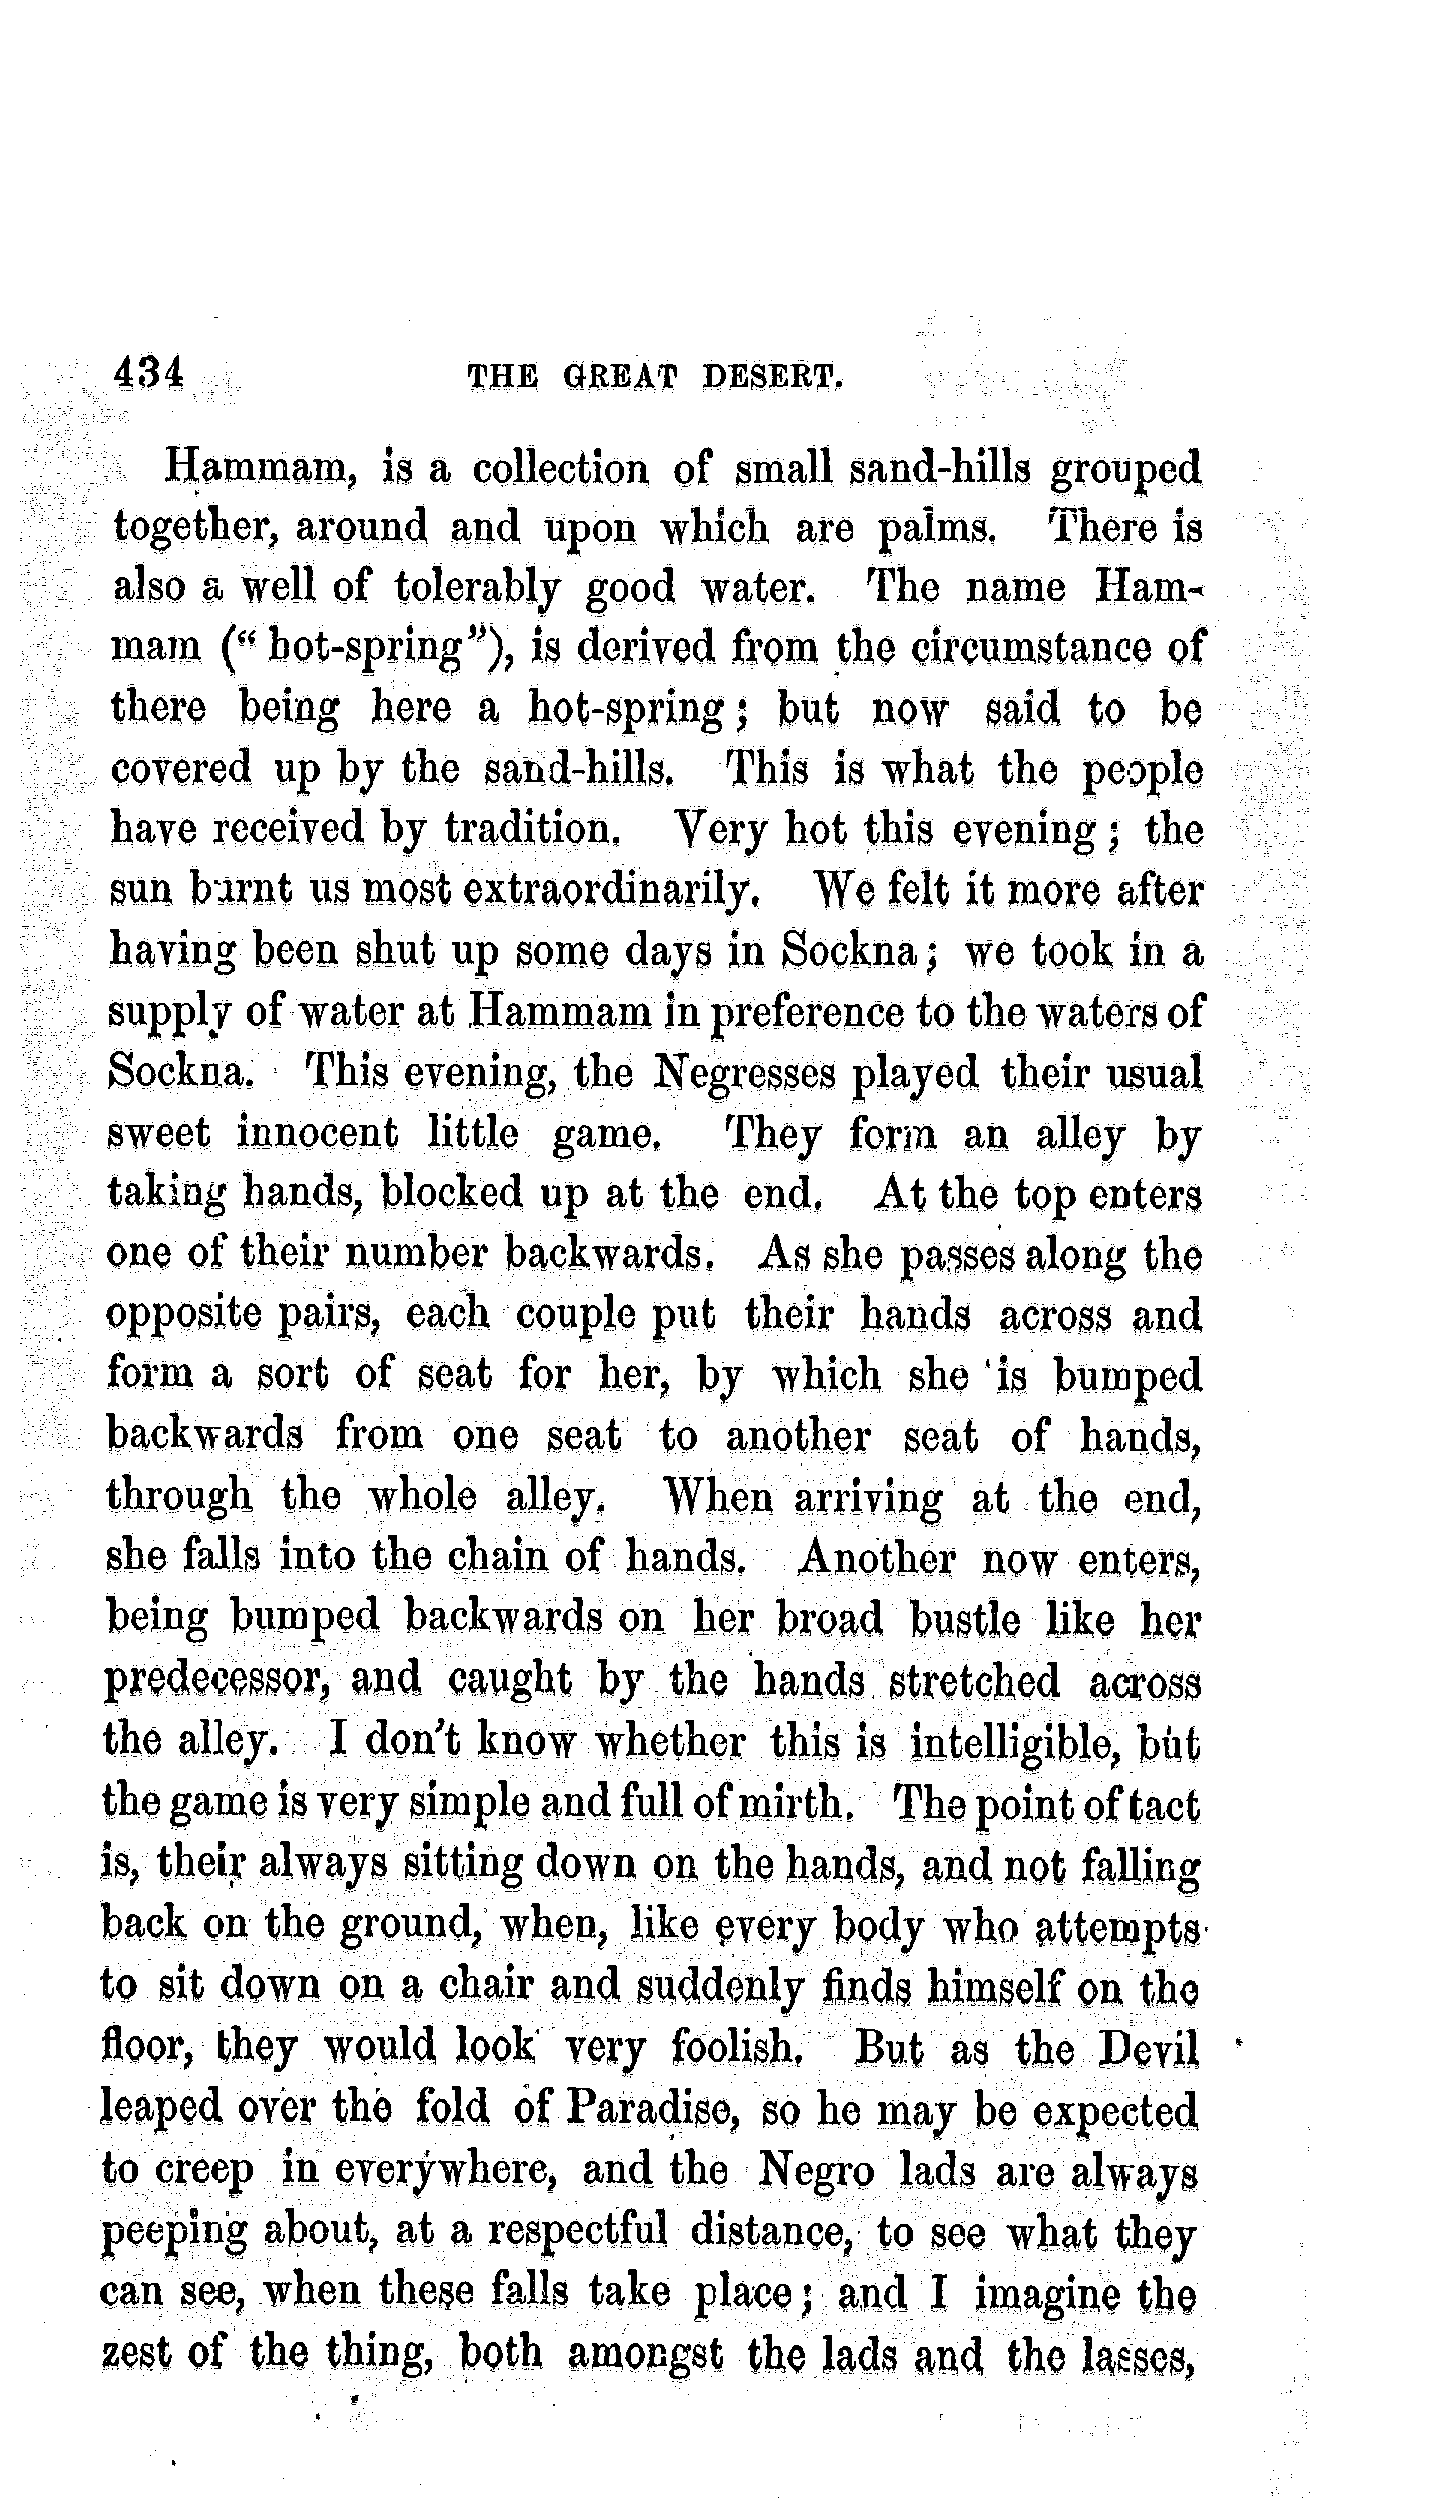 434 THE GREAT DESERT.
Hammam, is a collection of small sand-hills grouped
together, around and upon which are palms. There is
also a well of tolerably good water. The name Ham-
mam (“hot-spring”), is derived from the circumstance of
there being here a hot-spring; but now said to be
covered up by the sand-hills. This is what the people
have received by tradition. Very hot this evening; the
sun burnt us most extraordinarily. We felt it more after
having been shut up some days in Sockna; we took in a
supply of water at Hammam in preference to the waters of
Sockna. This evening, the Negresses played their usual
sweet innocent little game. They form an alley by
taking hands, blocked up at the end. At the top enters
one of their number backwards. As she passes along the
opposite pairs, each couple put their hands across and
form a sort of seat for her, by which she is bumped
backwards from one seat to another seat of hands,
through the whole alley. When arriving at the end,
she falls into the chain of hands. Another now enters,
being bumped backwards on her broad bustle like her
predecessor, and caught by the hands stretched across
the alley. I don't know whether this is intelligible, but
the game is very simple and full of mirth. The point of tact
is, their always sitting down on the hands, and not falling
back on the ground, when, like every body who attempts
to sit down on a chair and suddenly finds himself on the
floor, they would look very foolish. But as the Devil
leaped over the fold of Paradise, so he may be expected
to creep in everywhere, and the Negro lads are always
peeping about, at a respectful distance, to see what they
can see, when these falls take place; and I imagine the
zest of the thing, both amongst the lads and the lasses,